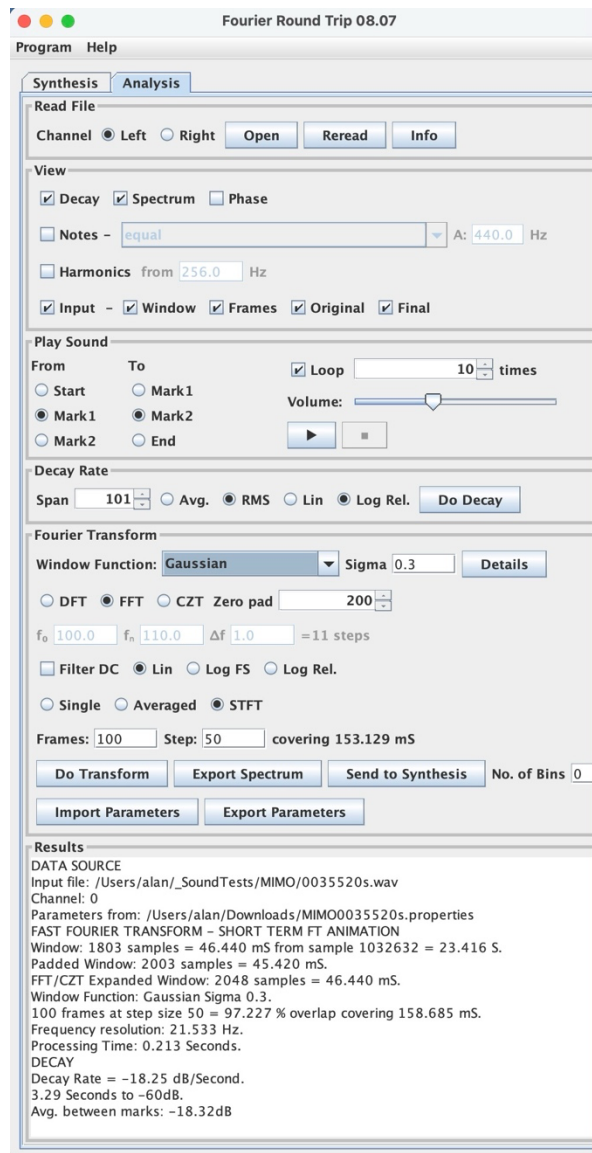 Fourier Round Trip 08.07
Program Help
Synthesis Analysis
Read File
Channel Left Right Open Reread Info
View
Decay Spectrum Phase
Notes – equal A: 440.0 Hz
Harmonics from 256.0 Hz
Input – Window Frames Original Final
Play Sound
From To
Loop 10 times
Start Mark1
Volume:
Mark1 Mark2
Mark2 End
Decay Rate
Span 101 Avg. RMS Lin Log Rel. Do Decay
Fourier Transform
Window Function: Gaussian Sigma 0.3 Details
DFT FFT CZT Zero pad 200
f₀ 100.0 fₙ 110.0 Δf 1.0 =11 steps
Filter DC Lin Log FS Log Rel.
Single Averaged STFT
Frames: 100 Step: 50 covering 153.129 mS
Do Transform Export Spectrum Send to Synthesis No. of Bins 0
Import Parameters Export Parameters
Results
DATA SOURCE
Input file: /Users/alan/_SoundTests/MIMO/0035520s.wav
Channel: 0
Parameters from: /Users/alan/Downloads/MIMO0035520s.properties
FAST FOURIER TRANSFORM – SHORT TERM FT ANIMATION
Window: 1803 samples = 46.440 mS from sample 1032632 = 23.416 S.
Padded Window: 2003 samples = 45.420 mS.
FFT/CZT Expanded Window: 2048 samples = 46.440 mS.
Window Function: Gaussian Sigma 0.3.
100 frames at step size 50 = 97.227 % overlap covering 158.685 mS.
Frequency resolution: 21.533 Hz.
Processing Time: 0.213 Seconds.
DECAY
Decay Rate = –18.25 dB/Second.
3.29 Seconds to –60dB.
Avg. between marks: –18.32dB